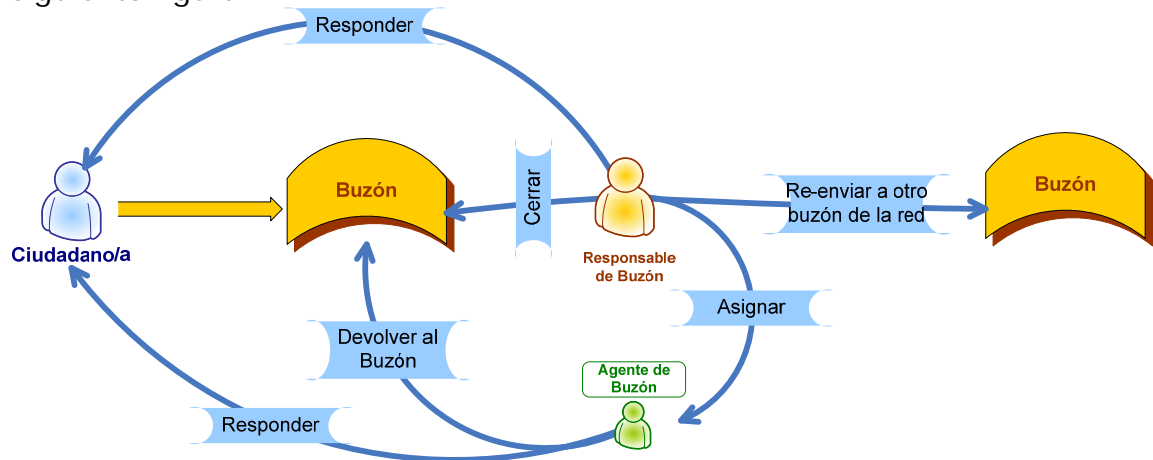 Responder
Buzón
Cerrar
Re-enviar a otro
buzón de la red
Buzón
Ciudadano/a
Responsable
de Buzón
Asignar
Devolver al
Buzón
Agente de
Buzón
Responder